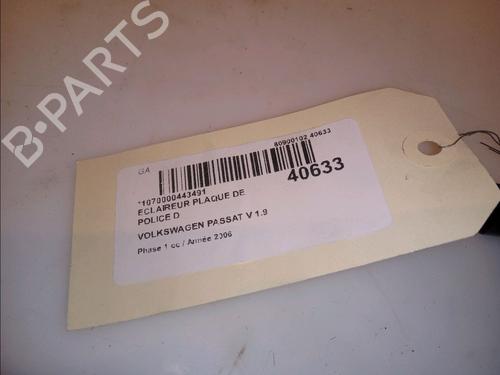 B-PARTS
GA
80900102 40633
40633
*1070000443491
ECLAIREUR PLAQUE DE
POLICE D
VOLKSWAGEN PASSAT V 1.9
Phase 1 cc / Année 2006